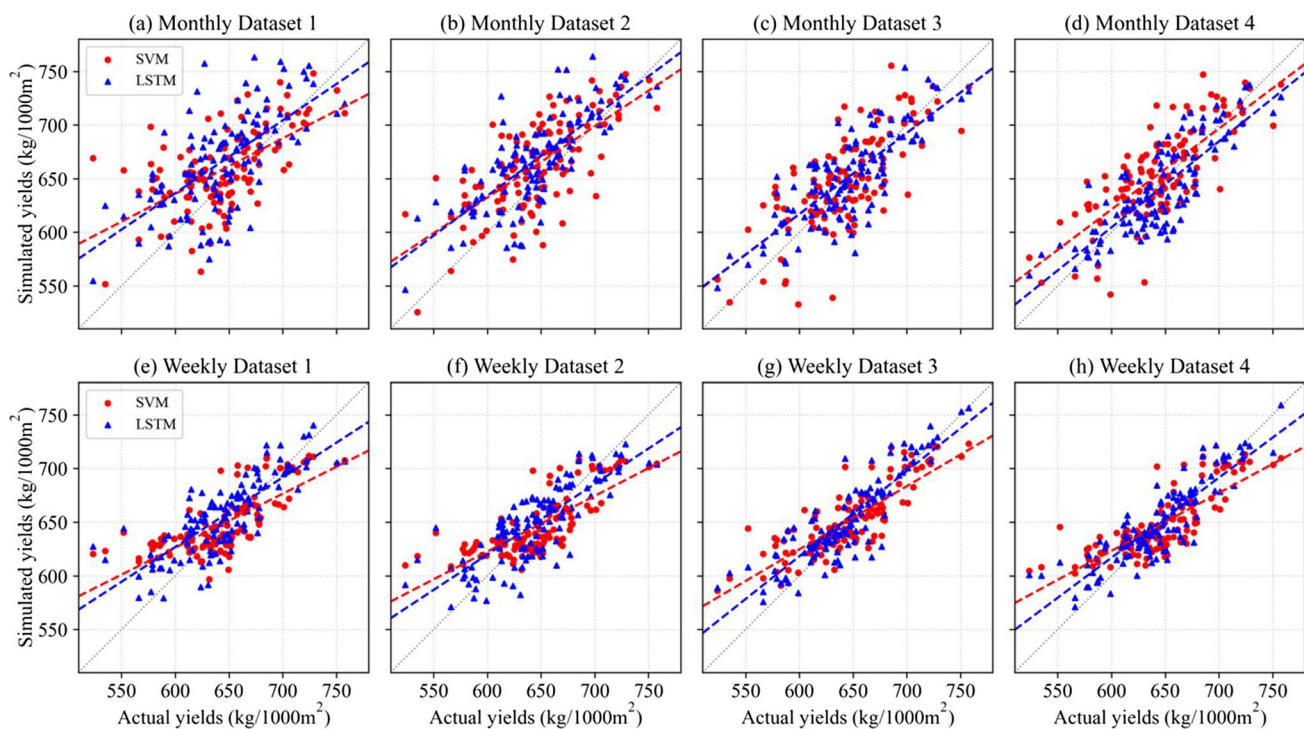 (a) Monthly Dataset 1
(b) Monthly Dataset 2
(c) Monthly Dataset 3
(d) Monthly Dataset 4
Simulated yields (kg/1000m²)
750
700
650
600
550
SVM
LSTM
(e) Weekly Dataset 1
(f) Weekly Dataset 2
(g) Weekly Dataset 3
(h) Weekly Dataset 4
Simulated yields (kg/1000m²)
750
700
650
600
550
SVM
LSTM
550 600 650 700 750
550 600 650 700 750
550 600 650 700 750
550 600 650 700 750
Actual yields (kg/1000m²)
Actual yields (kg/1000m²)
Actual yields (kg/1000m²)
Actual yields (kg/1000m²)